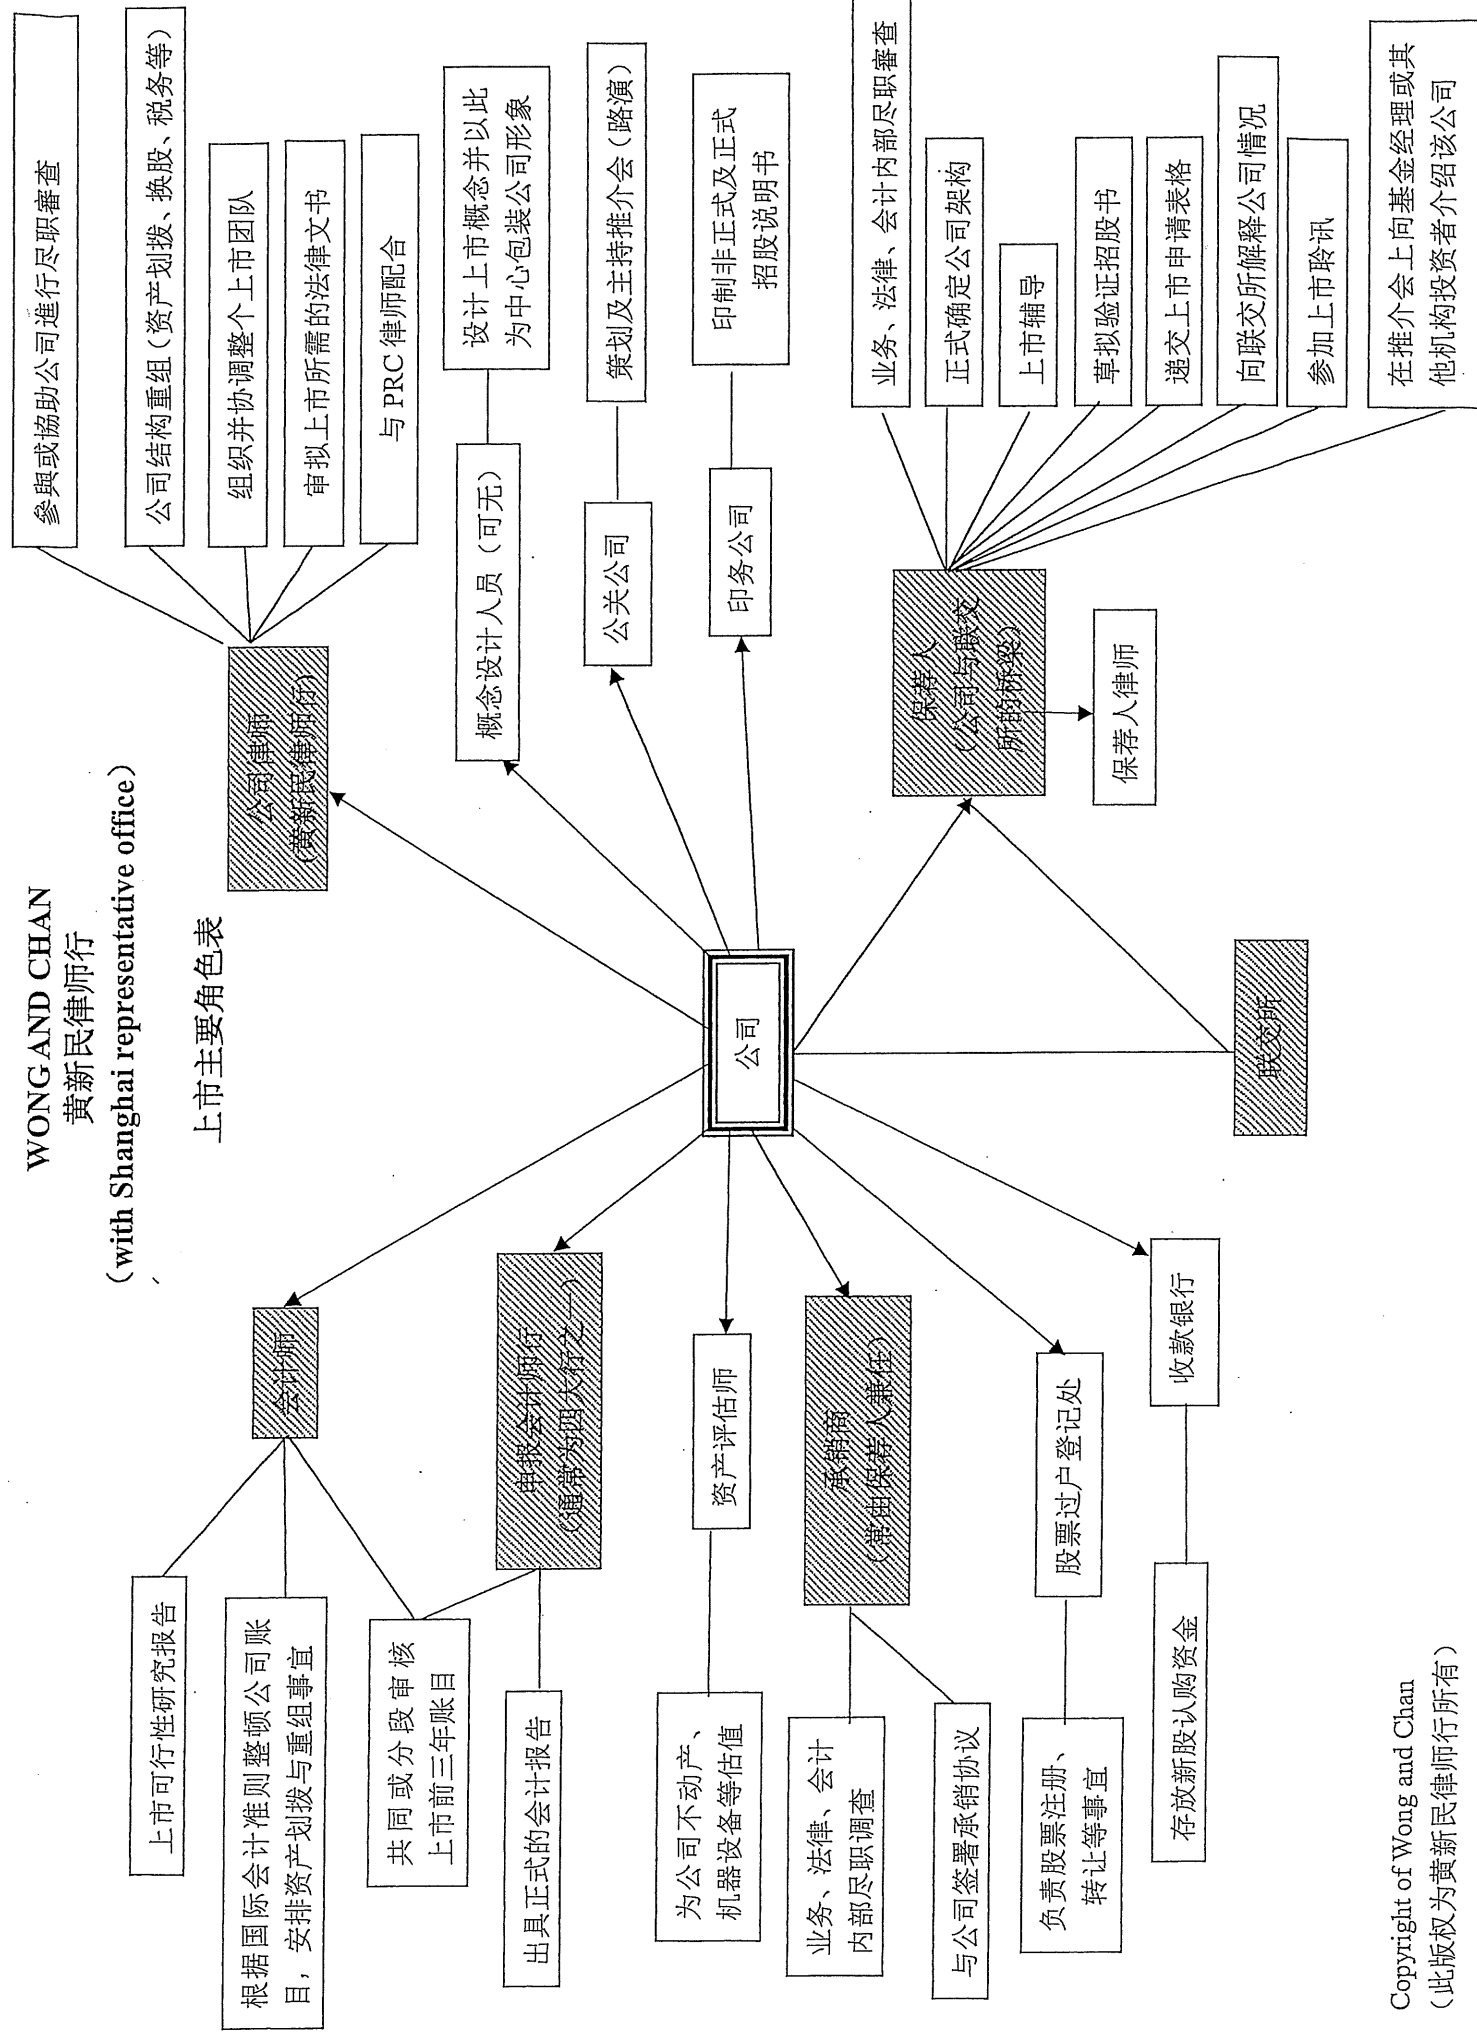 WONG AND CHAN
黄新民律师行
(with Shanghai representative office)
上市主要角色表
公司
会计师
上市可行性研究报告
根据国际会计准则整顿公司账
目，安排资产划拨与重组事宜
共同或分段审核
上市前三年账目
申报会计师行
（通常为四大行之一）
出具正式的会计报告
资产评估师
为公司不动产、
机器设备等估值
承销商
（常由保荐人兼任）
业务、法律、会计
内部尽职调查
与公司签署承销协议
股票过户登记处
负责股票注册、
转让等事宜
收款银行
存放新股认购资金
联交所
公司律师
(黄新民律师行)
參與或協助公司進行尽职審查
公司结构重组（资产划拨、换股、税务等）
组织并协调整个上市团队
审拟上市所需的法律文书
与 PRC 律师配合
概念设计人员（可无）
设计上市概念并以此
为中心包装公司形象
公关公司
策划及主持推介会（路演）
印务公司
印制非正式及正式
招股说明书
保荐人
（公司与联交
所的桥梁）
保荐人律师
业务、法律、会计内部尽职審查
正式确定公司架构
上市辅导
草拟验证招股书
递交上市申请表格
向联交所解释公司情况
参加上市聆讯
在推介会上向基金经理或其
他机构投资者介绍该公司
Copyright of Wong and Chan
（此版权为黄新民律师行所有）